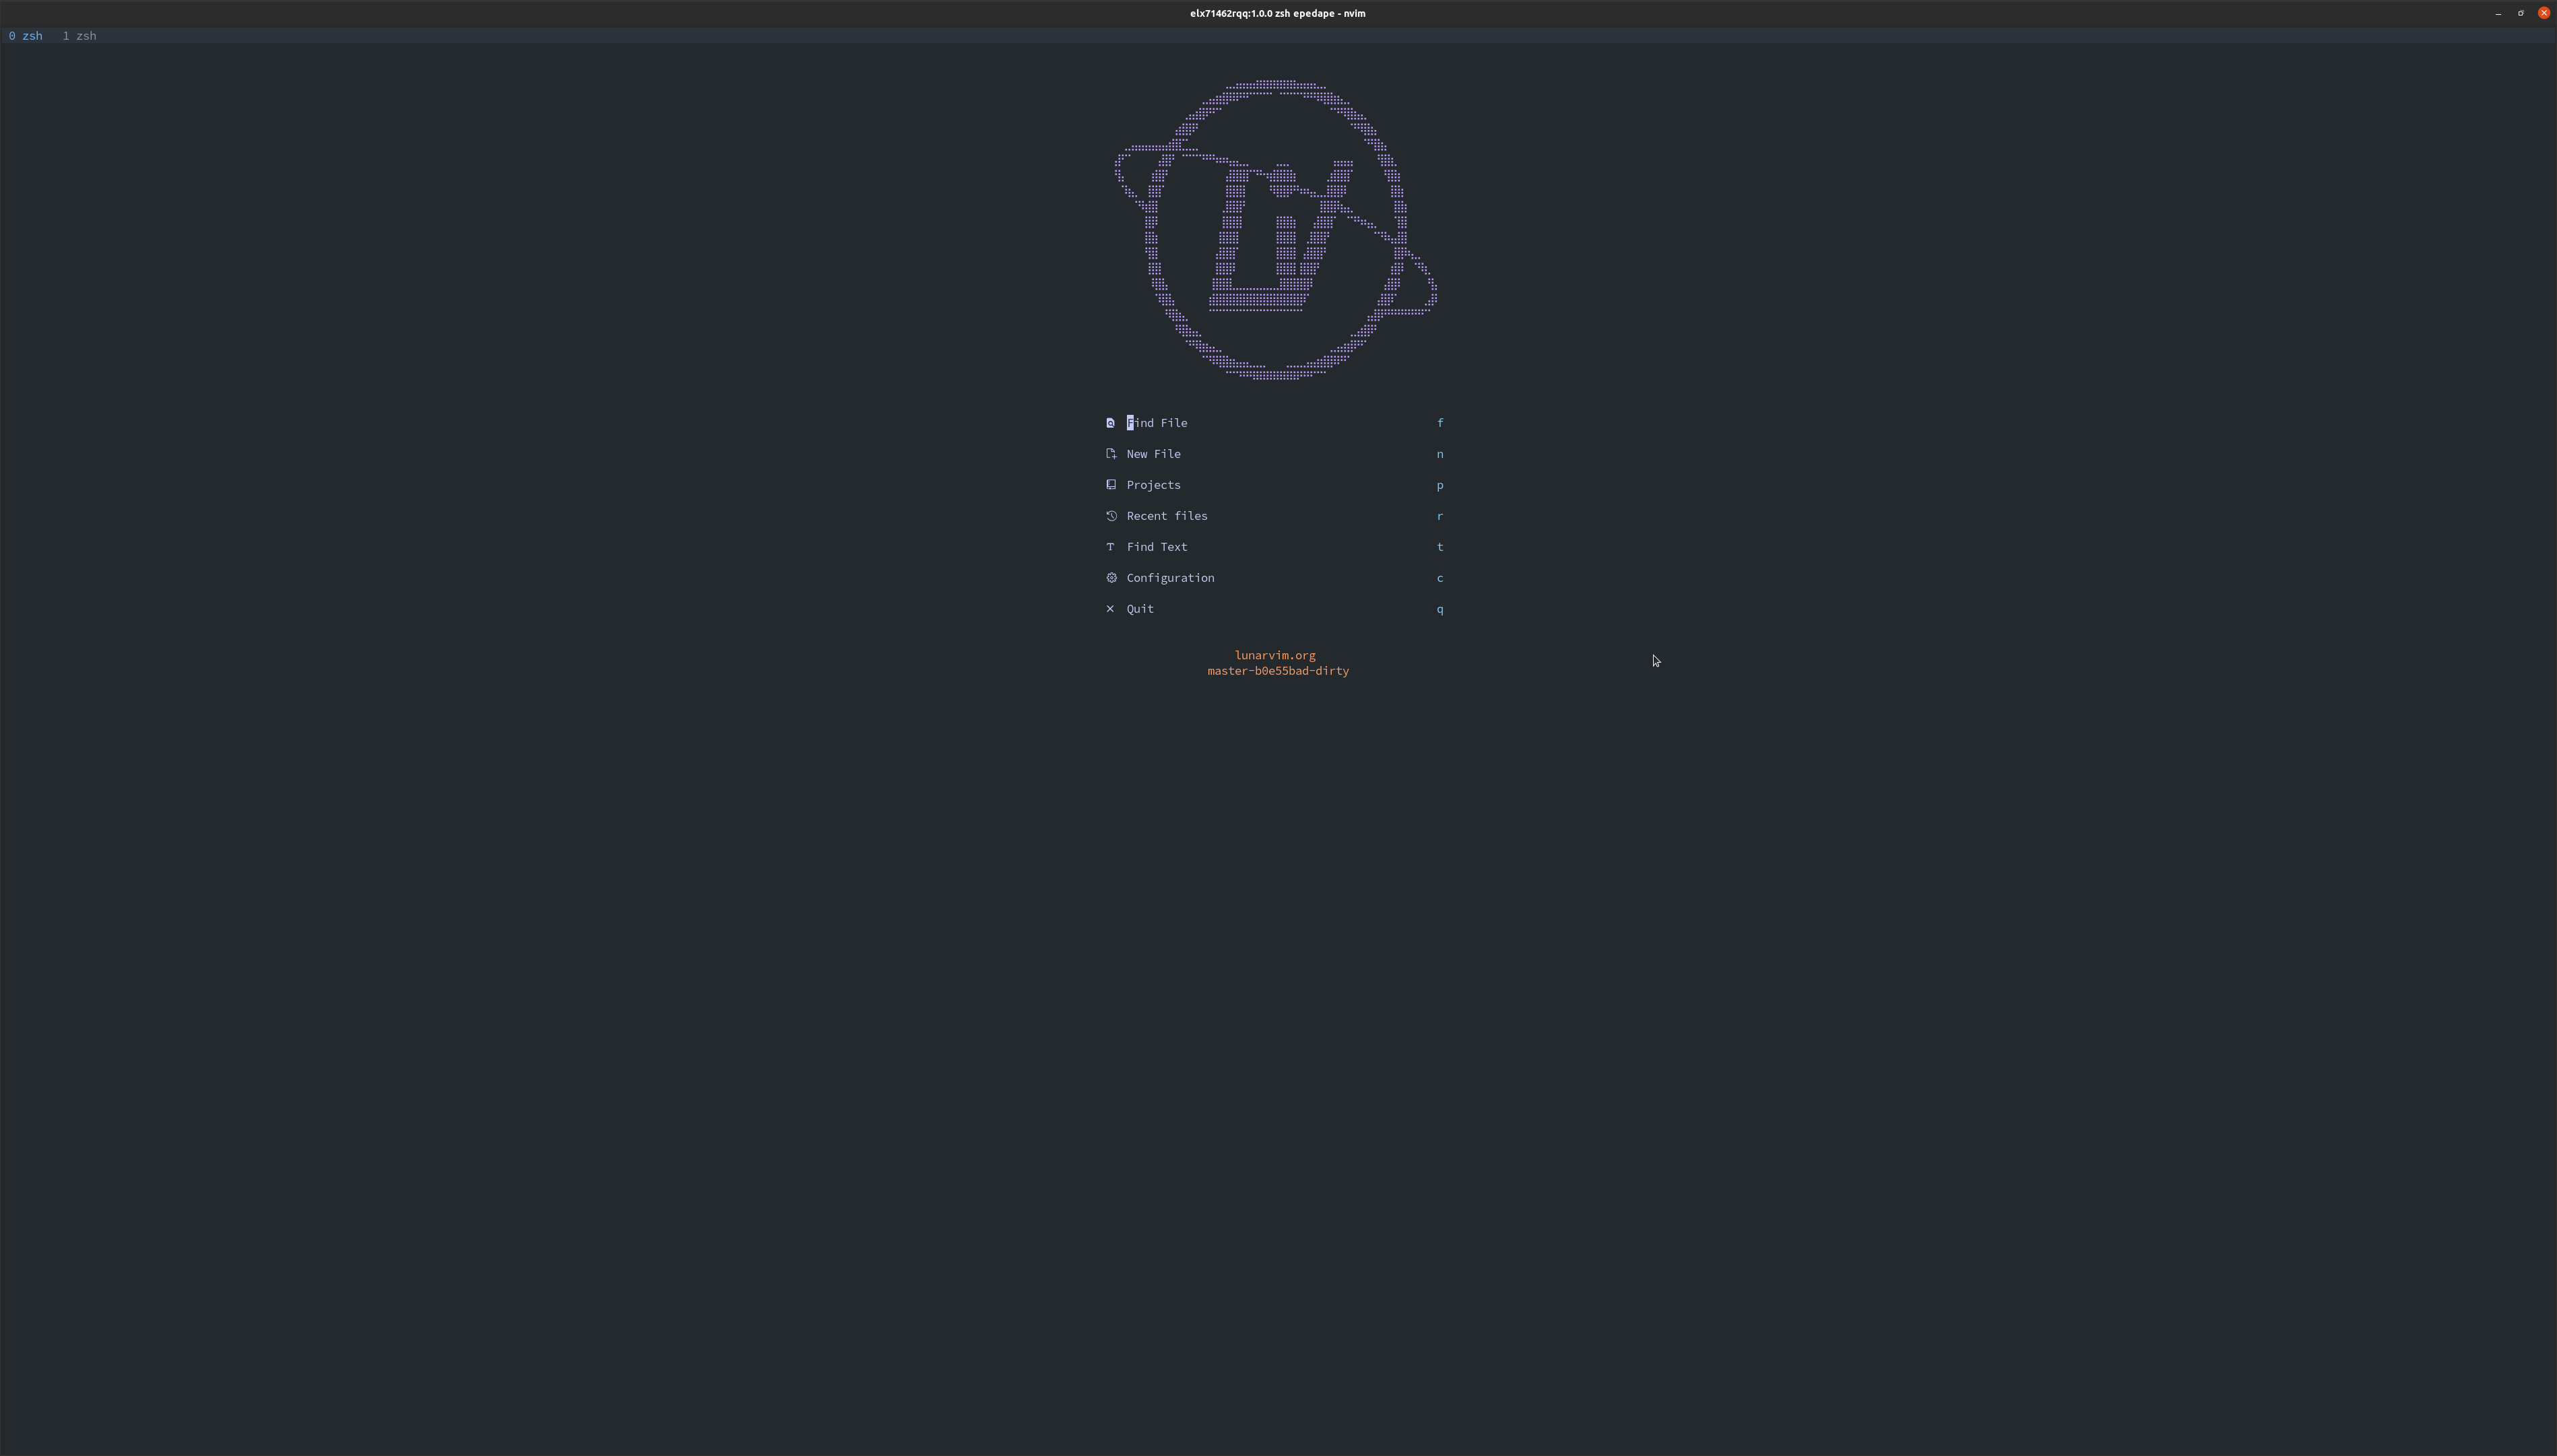 elx71462rqq:1.0.0 zsh epedape - nvim
0 zsh 1 zsh
Find File f
New File n
Projects p
Recent files r
Find Text t
Configuration c
Quit q
lunarvim.org
master-b0e55bad-dirty